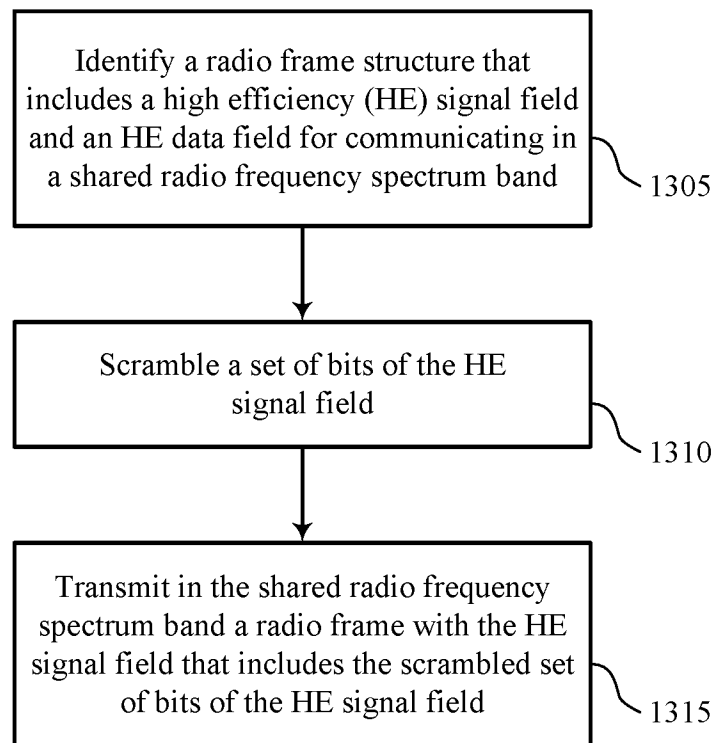 Identify a radio frame structure that
includes a high efficiency (HE) signal field
and an HE data field for communicating in
a shared radio frequency spectrum band
1305
Scramble a set of bits of the HE
signal field
1310
Transmit in the shared radio frequency
spectrum band a radio frame with the HE
signal field that includes the scrambled set
of bits of the HE signal field
1315